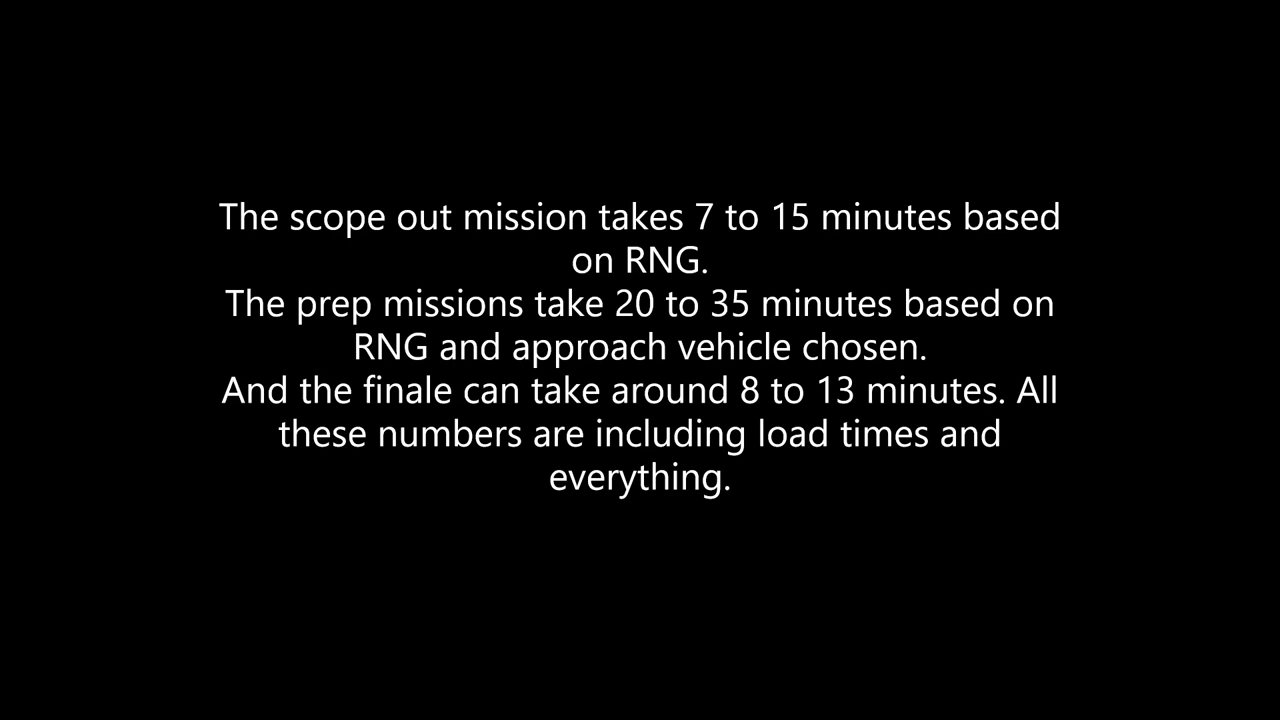 The scope out mission takes 7 to 15 minutes based
on RNG.
The prep missions take 20 to 35 minutes based on
RNG and approach vehicle chosen.
And the finale can take around 8 to 13 minutes. All
these numbers are including load times and
everything.